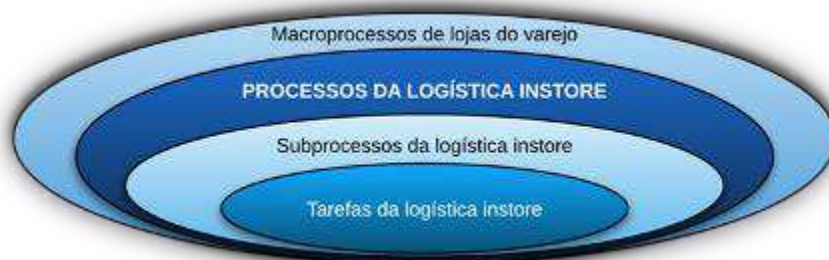 Macroprocessos de lojas do varejo
PROCESSOS DA LOGÍSTICA INSTORE
Subprocessos da logística instore
Tarefas da logística instore